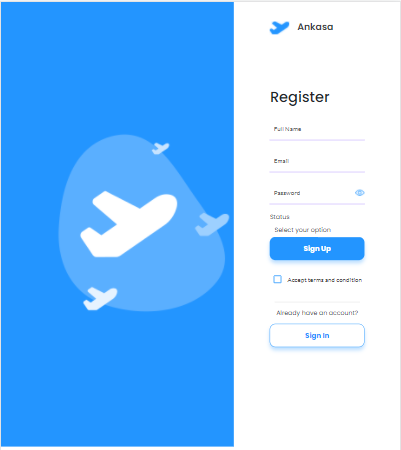 Ankasa
Register
Full Name
Email
Password
Status
Select your option
Sign Up
Accept terms and condition
Already have an account?
Sign In